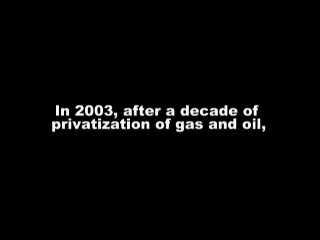 In 2003, after a decade of
privatization of gas and oil,